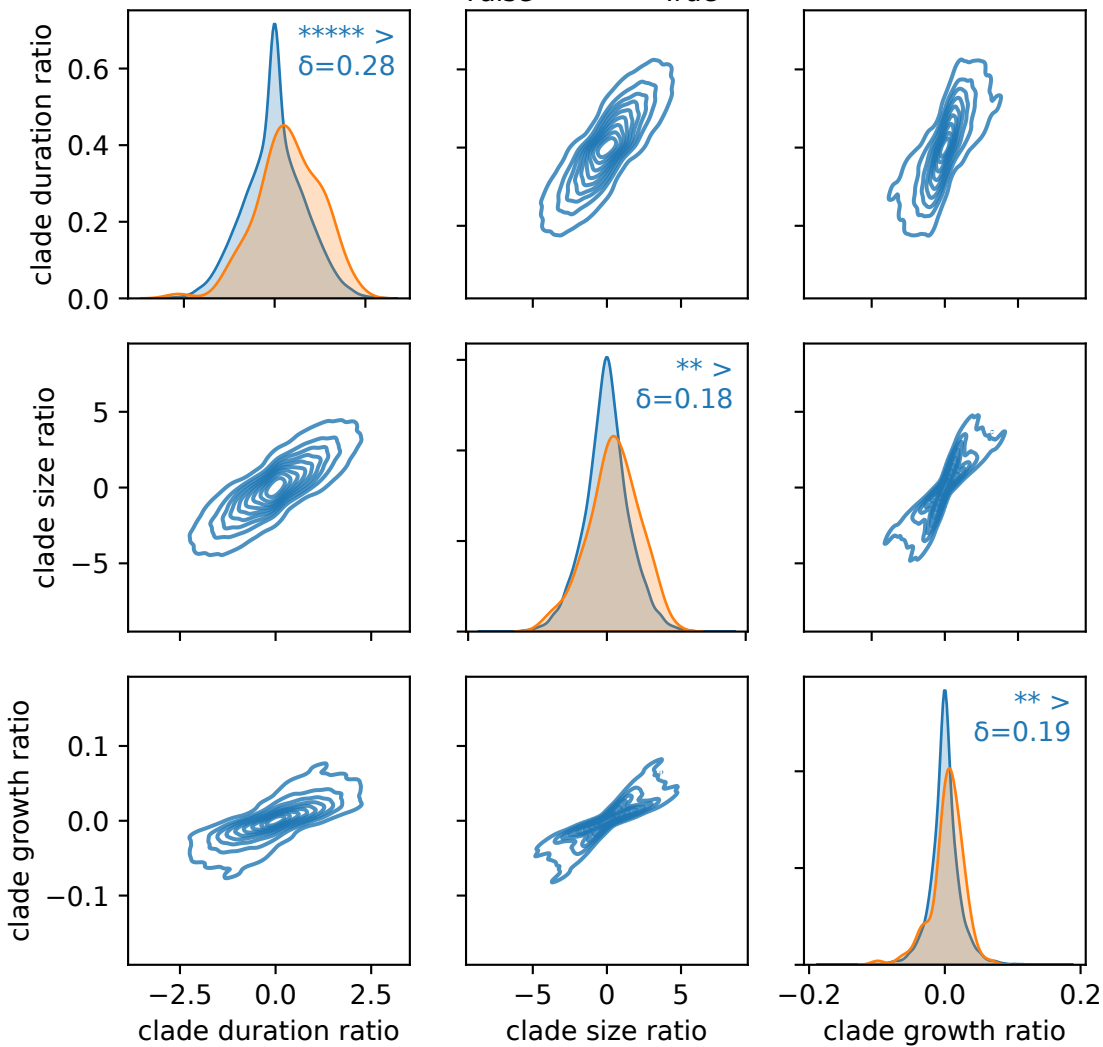 ***** >
δ=0.28
clade duration ratio
0.6
0.4
0.2
0.0
** >
δ=0.18
clade size ratio
5
0
−5
** >
δ=0.19
clade growth ratio
0.1
0.0
−0.1
−2.5 0.0 2.5
−5 0 5
−0.2 0.0 0.2
clade duration ratio
clade size ratio
clade growth ratio